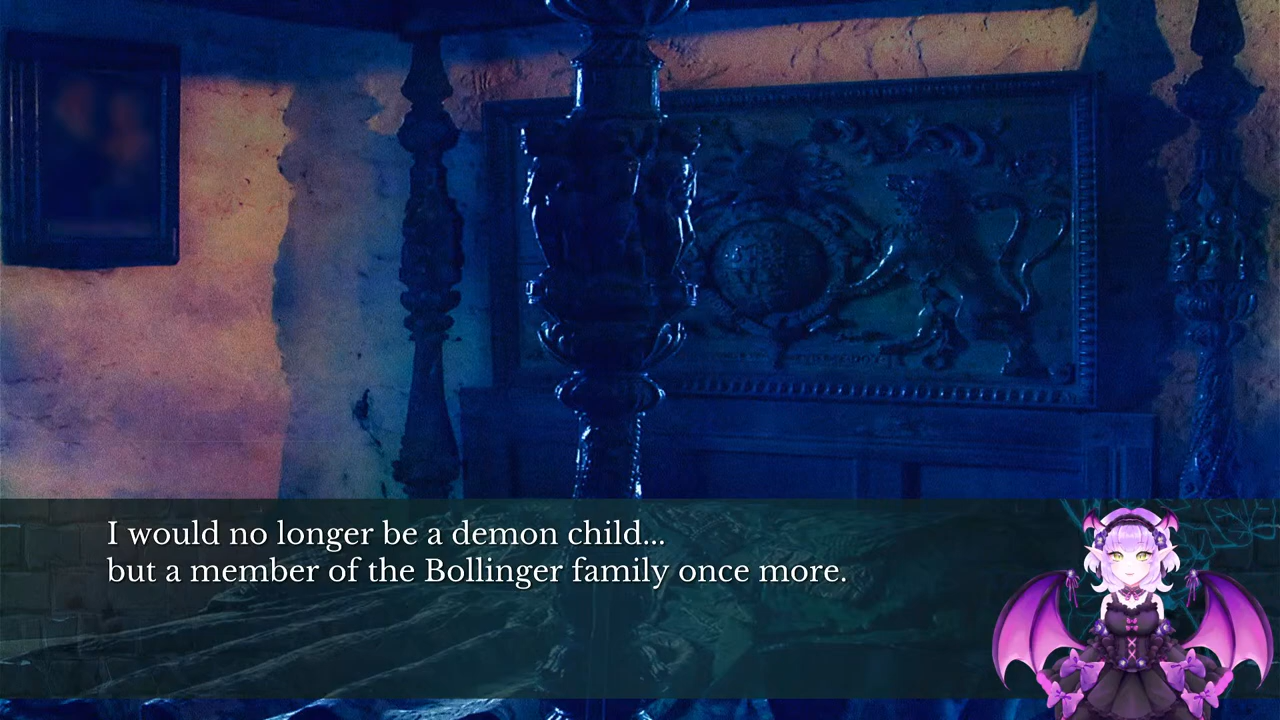 I would no longer be a demon child...
but a member of the Bollinger family once more.